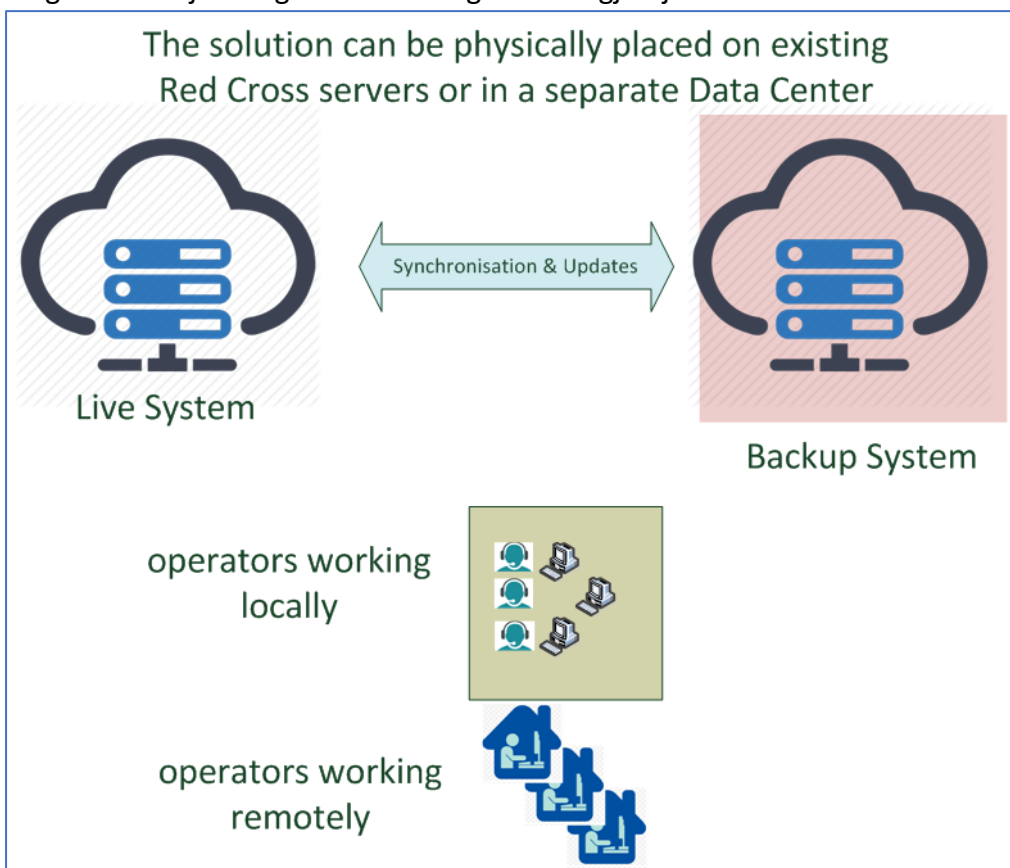 The solution can be physically placed on existing
Red Cross servers or in a separate Data Center
Synchronisation & Updates
Live System
Backup System
operators working
locally
operators working
remotely